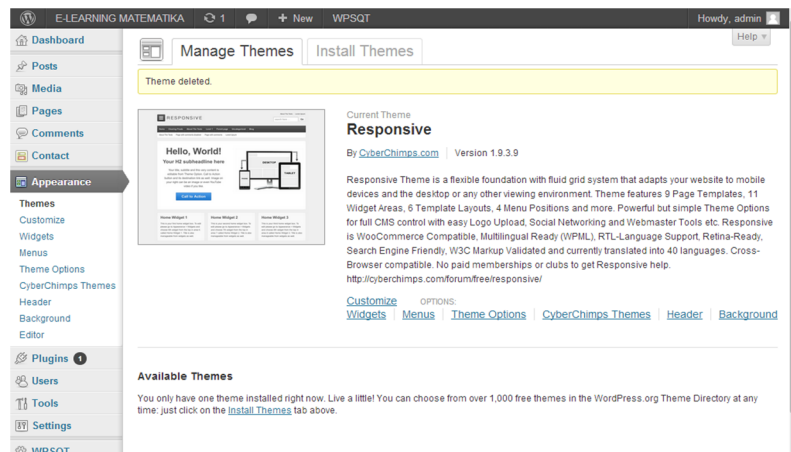 E-LEARNING MATEMATIKA 1 + New WPSQT Howdy, admin
Help
Dashboard
Posts
Media
Pages
Comments
Contact
Appearance
Themes
Customize
Widgets
Menus
Theme Options
CyberChimps Themes
Header
Background
Editor
Plugins 1
Users
Tools
Settings
WPSQT
Manage Themes Install Themes
Theme deleted.
RESPONSIVE
Hello, World!
Your H2 subheadline here
Call to Action
DESKTOP
TABLET
Home Widget 1 Home Widget 2 Home Widget 3
Current Theme
Responsive
By CyberChimps.com Version 1.9.3.9
Responsive Theme is a flexible foundation with fluid grid system that adapts your website to mobile
devices and the desktop or any other viewing environment. Theme features 9 Page Templates, 11
Widget Areas, 6 Template Layouts, 4 Menu Positions and more. Powerful but simple Theme Options
for full CMS control with easy Logo Upload, Social Networking and Webmaster Tools etc. Responsive
is WooCommerce Compatible, Multilingual Ready (WPML), RTL-Language Support, Retina-Ready,
Search Engine Friendly, W3C Markup Validated and currently translated into 40 languages. Cross-
Browser compatible. No paid memberships or clubs to get Responsive help.
http://cyberchimps.com/forum/free/responsive/
Customize OPTIONS:
Widgets Menus Theme Options CyberChimps Themes Header Background
Available Themes
You only have one theme installed right now. Live a little! You can choose from over 1,000 free themes in the WordPress.org Theme Directory at any
time: just click on the Install Themes tab above.